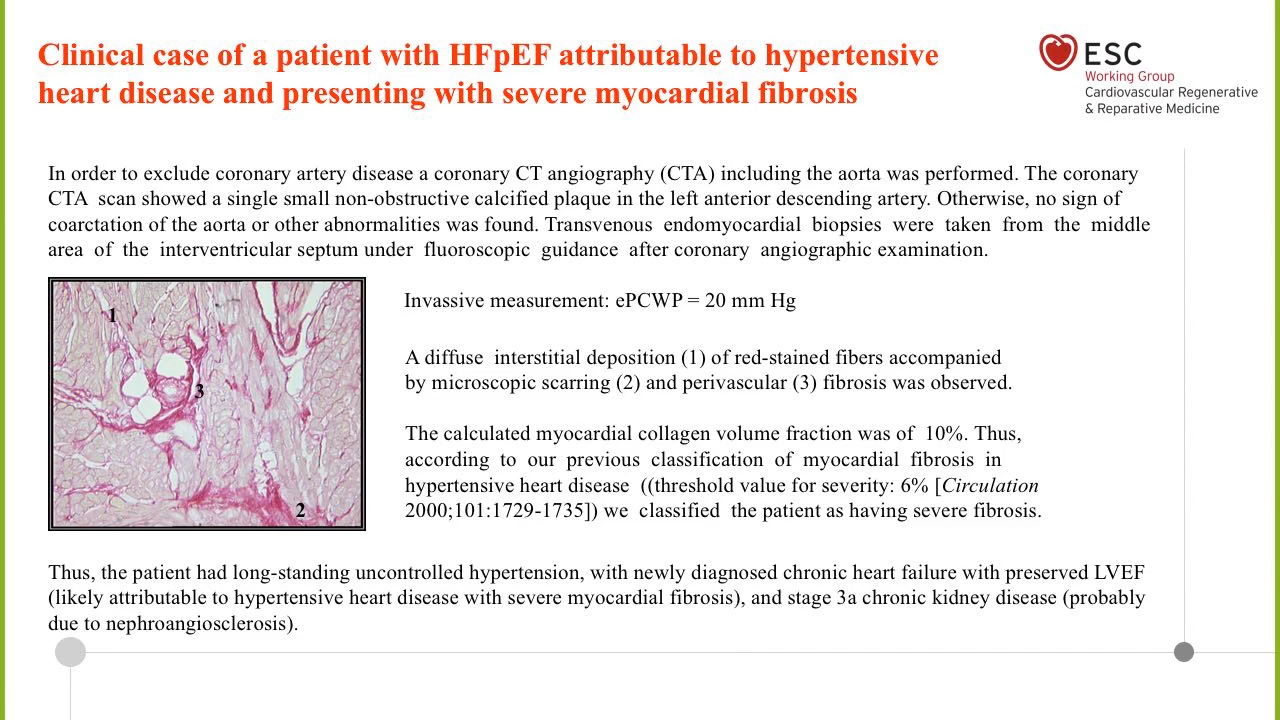 Clinical case of a patient with HFpEF attributable to hypertensive
heart disease and presenting with severe myocardial fibrosis
ESC
Working Group
Cardiovascular Regenerative
& Reparative Medicine
In order to exclude coronary artery disease a coronary CT angiography (CTA) including the aorta was performed. The coronary
CTA scan showed a single small non-obstructive calcified plaque in the left anterior descending artery. Otherwise, no sign of
coarctation of the aorta or other abnormalities was found. Transvenous endomyocardial biopsies were taken from the middle
area of the interventricular septum under fluoroscopic guidance after coronary angiographic examination.
1
3
2
Invassive measurement: ePCWP = 20 mm Hg
A diffuse interstitial deposition (1) of red-stained fibers accompanied
by microscopic scarring (2) and perivascular (3) fibrosis was observed.
The calculated myocardial collagen volume fraction was of 10%. Thus,
according to our previous classification of myocardial fibrosis in
hypertensive heart disease ((threshold value for severity: 6% [Circulation
2000;101:1729-1735]) we classified the patient as having severe fibrosis.
Thus, the patient had long-standing uncontrolled hypertension, with newly diagnosed chronic heart failure with preserved LVEF
(likely attributable to hypertensive heart disease with severe myocardial fibrosis), and stage 3a chronic kidney disease (probably
due to nephroangiosclerosis).